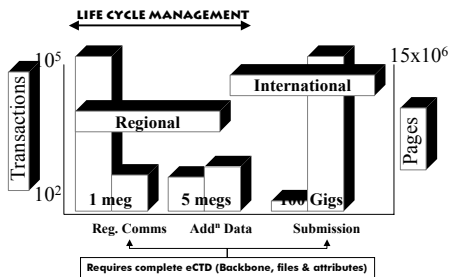 LIFE CYCLE MANAGEMENT
10⁵
15x10⁶
International
Transactions
Regional
Pages
10²
1 meg
5 megs
100 Gigs
Reg. Comms
Addⁿ Data
Submission
Requires complete eCTD (Backbone, files & attributes)